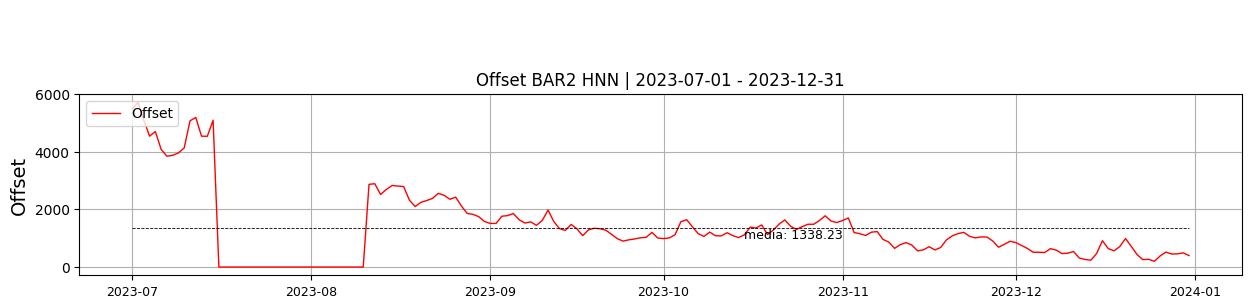 Offset BAR2 HNN | 2023-07-01 - 2023-12-31
Offset
6000
4000
2000
0
Offset
media: 1338.23
2023-07
2023-08
2023-09
2023-10
2023-11
2023-12
2024-01